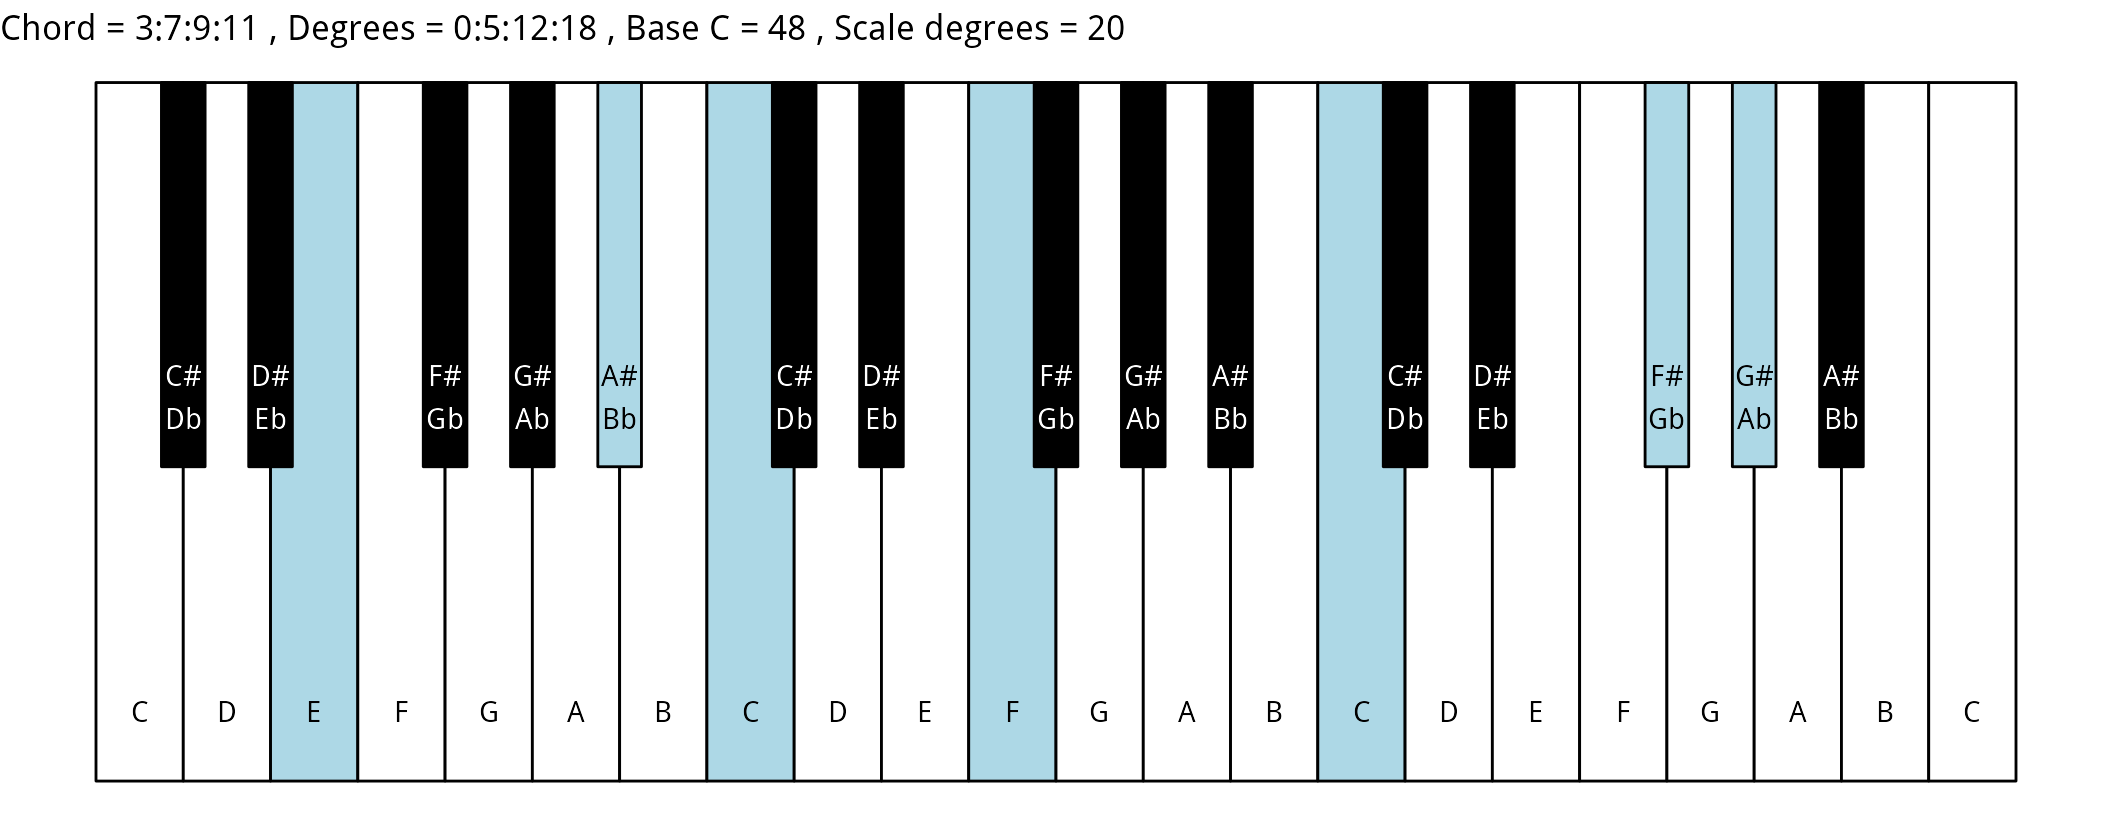 Chord = 3:7:9:11 , Degrees = 0:5:12:18 , Base C = 48 , Scale degrees = 20
C# D# F# G# A# C# D# F# G# A# C# D# F# G# A#
Db Eb Gb Ab Bb Db Eb Gb Ab Bb Db Eb Gb Ab Bb
C D E F G A B C D E F G A B C D E F G A B C